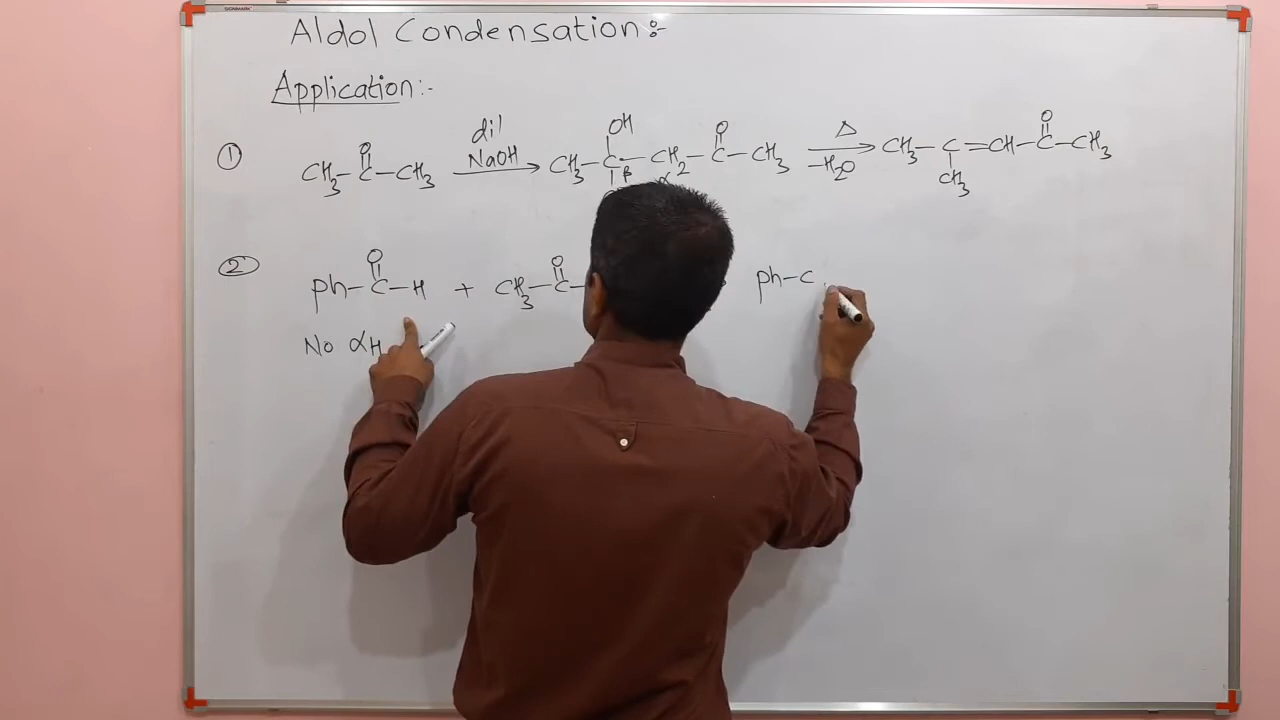 SIGNMARK
Aldol Condensation:-
Application:-
① CH3-C(=O)-CH3 dil NaOH → CH3-C(OH)-CH2-C(=O)-CH3 Δ -H2O → CH3-C(CH3)=CH-C(=O)-CH3
β α
② Ph-C(=O)-H + CH3-C(=O)- ph-C
No αH